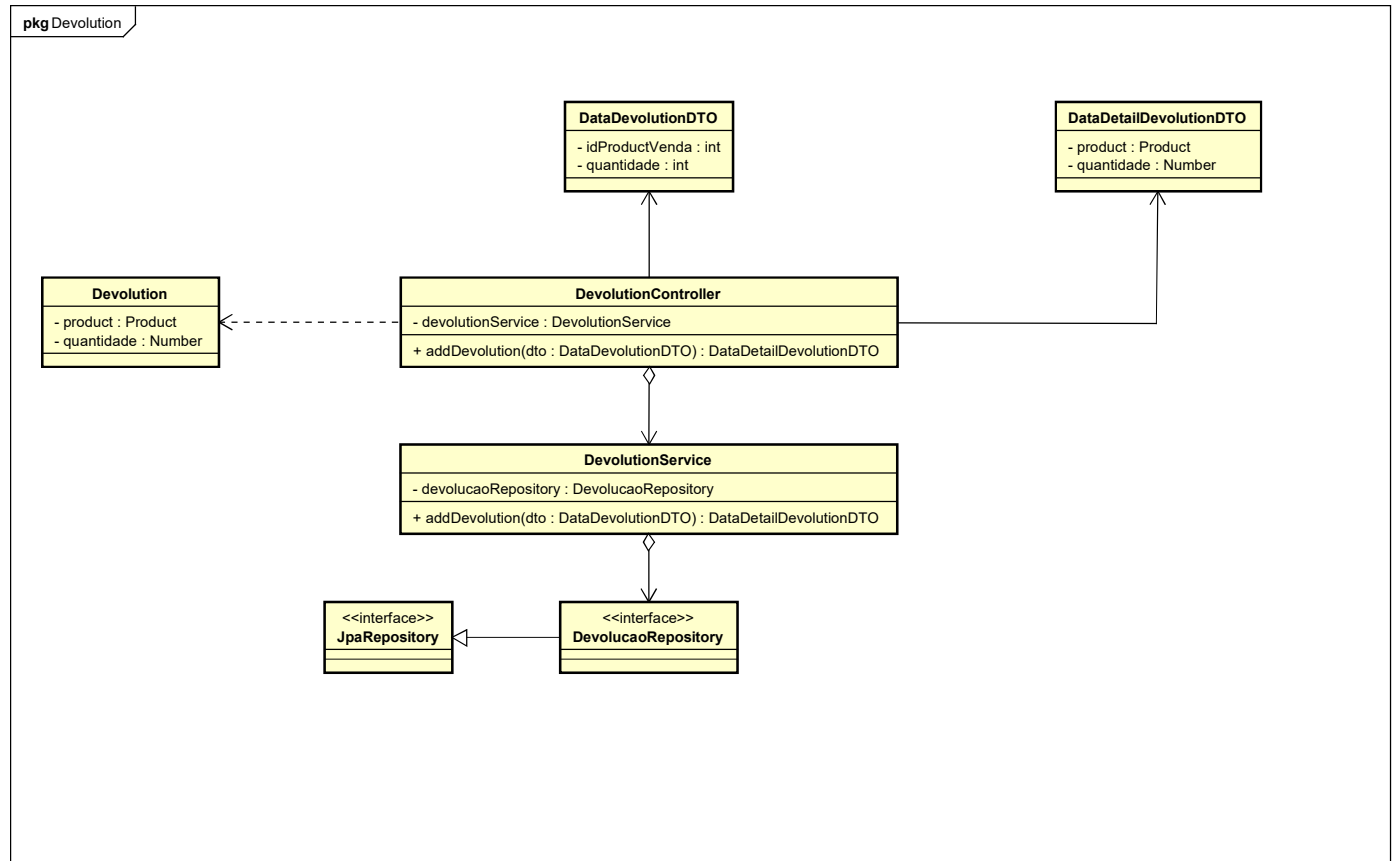 pkg Devolution
DataDevolutionDTO
- idProductVenda : int
- quantidade : int
DataDetailDevolutionDTO
- product : Product
- quantidade : Number
Devolution
- product : Product
- quantidade : Number
DevolutionController
- devolutionService : DevolutionService
+ addDevolution(dto : DataDevolutionDTO) : DataDetailDevolutionDTO
DevolutionService
- devolucaoRepository : DevolucaoRepository
+ addDevolution(dto : DataDevolutionDTO) : DataDetailDevolutionDTO
<<interface>>
JpaRepository
<<interface>>
DevolucaoRepository